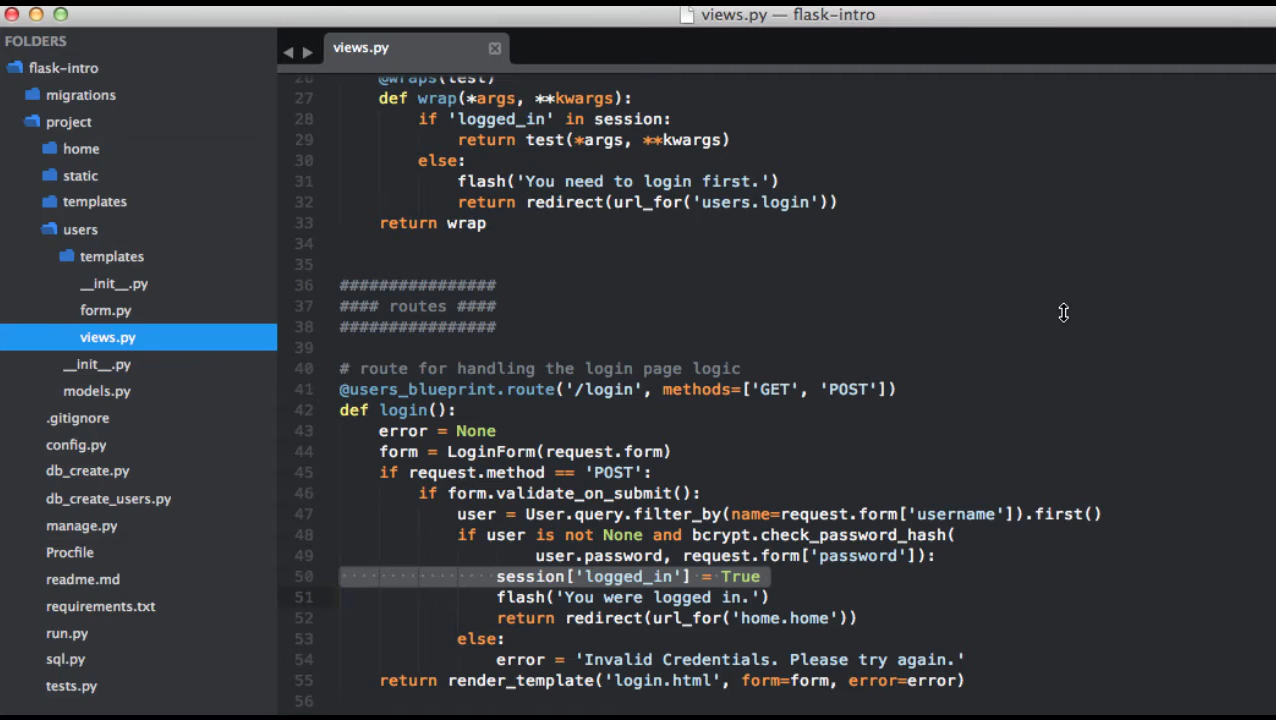 views.py — flask-intro
FOLDERS
flask-intro
migrations
project
home
static
templates
users
templates
__init__.py
form.py
views.py
__init__.py
models.py
.gitignore
config.py
db_create.py
db_create_users.py
manage.py
Procfile
readme.md
requirements.txt
run.py
sql.py
tests.py
views.py
26 @wraps(test)
27 def wrap(*args, **kwargs):
28 if 'logged_in' in session:
29 return test(*args, **kwargs)
30 else:
31 flash('You need to login first.')
32 return redirect(url_for('users.login'))
33 return wrap
34
35
36 ################
37 #### routes ####
38 ################
39
40 # route for handling the login page logic
41 @users_blueprint.route('/login', methods=['GET', 'POST'])
42 def login():
43 error = None
44 form = LoginForm(request.form)
45 if request.method == 'POST':
46 if form.validate_on_submit():
47 user = User.query.filter_by(name=request.form['username']).first()
48 if user is not None and bcrypt.check_password_hash(
49 user.password, request.form['password']):
50 session['logged_in'] = True
51 flash('You were logged in.')
52 return redirect(url_for('home.home'))
53 else:
54 error = 'Invalid Credentials. Please try again.'
55 return render_template('login.html', form=form, error=error)
56